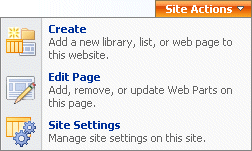 Site Actions
Create
Add a new library, list, or web page to
this website.
Edit Page
Add, remove, or update Web Parts on
this page.
Site Settings
Manage site settings on this site.